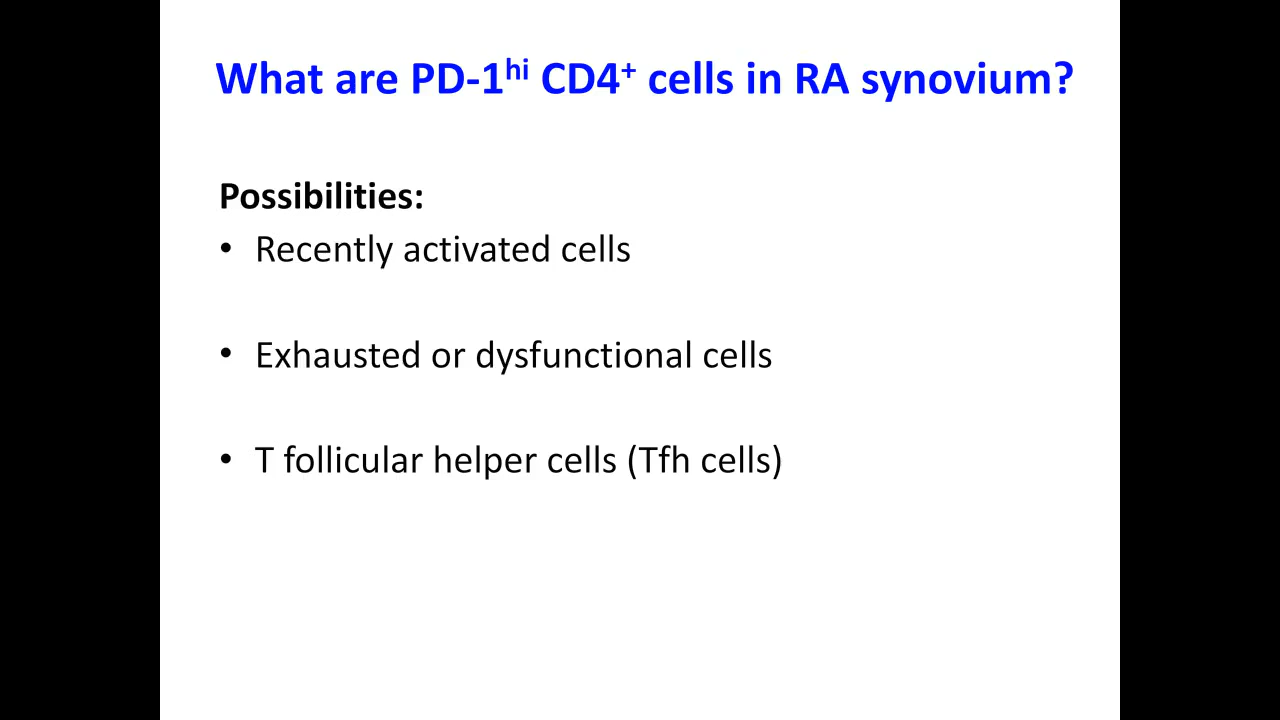 What are PD-1hi CD4+ cells in RA synovium?
Possibilities:
• Recently activated cells
• Exhausted or dysfunctional cells
• T follicular helper cells (Tfh cells)